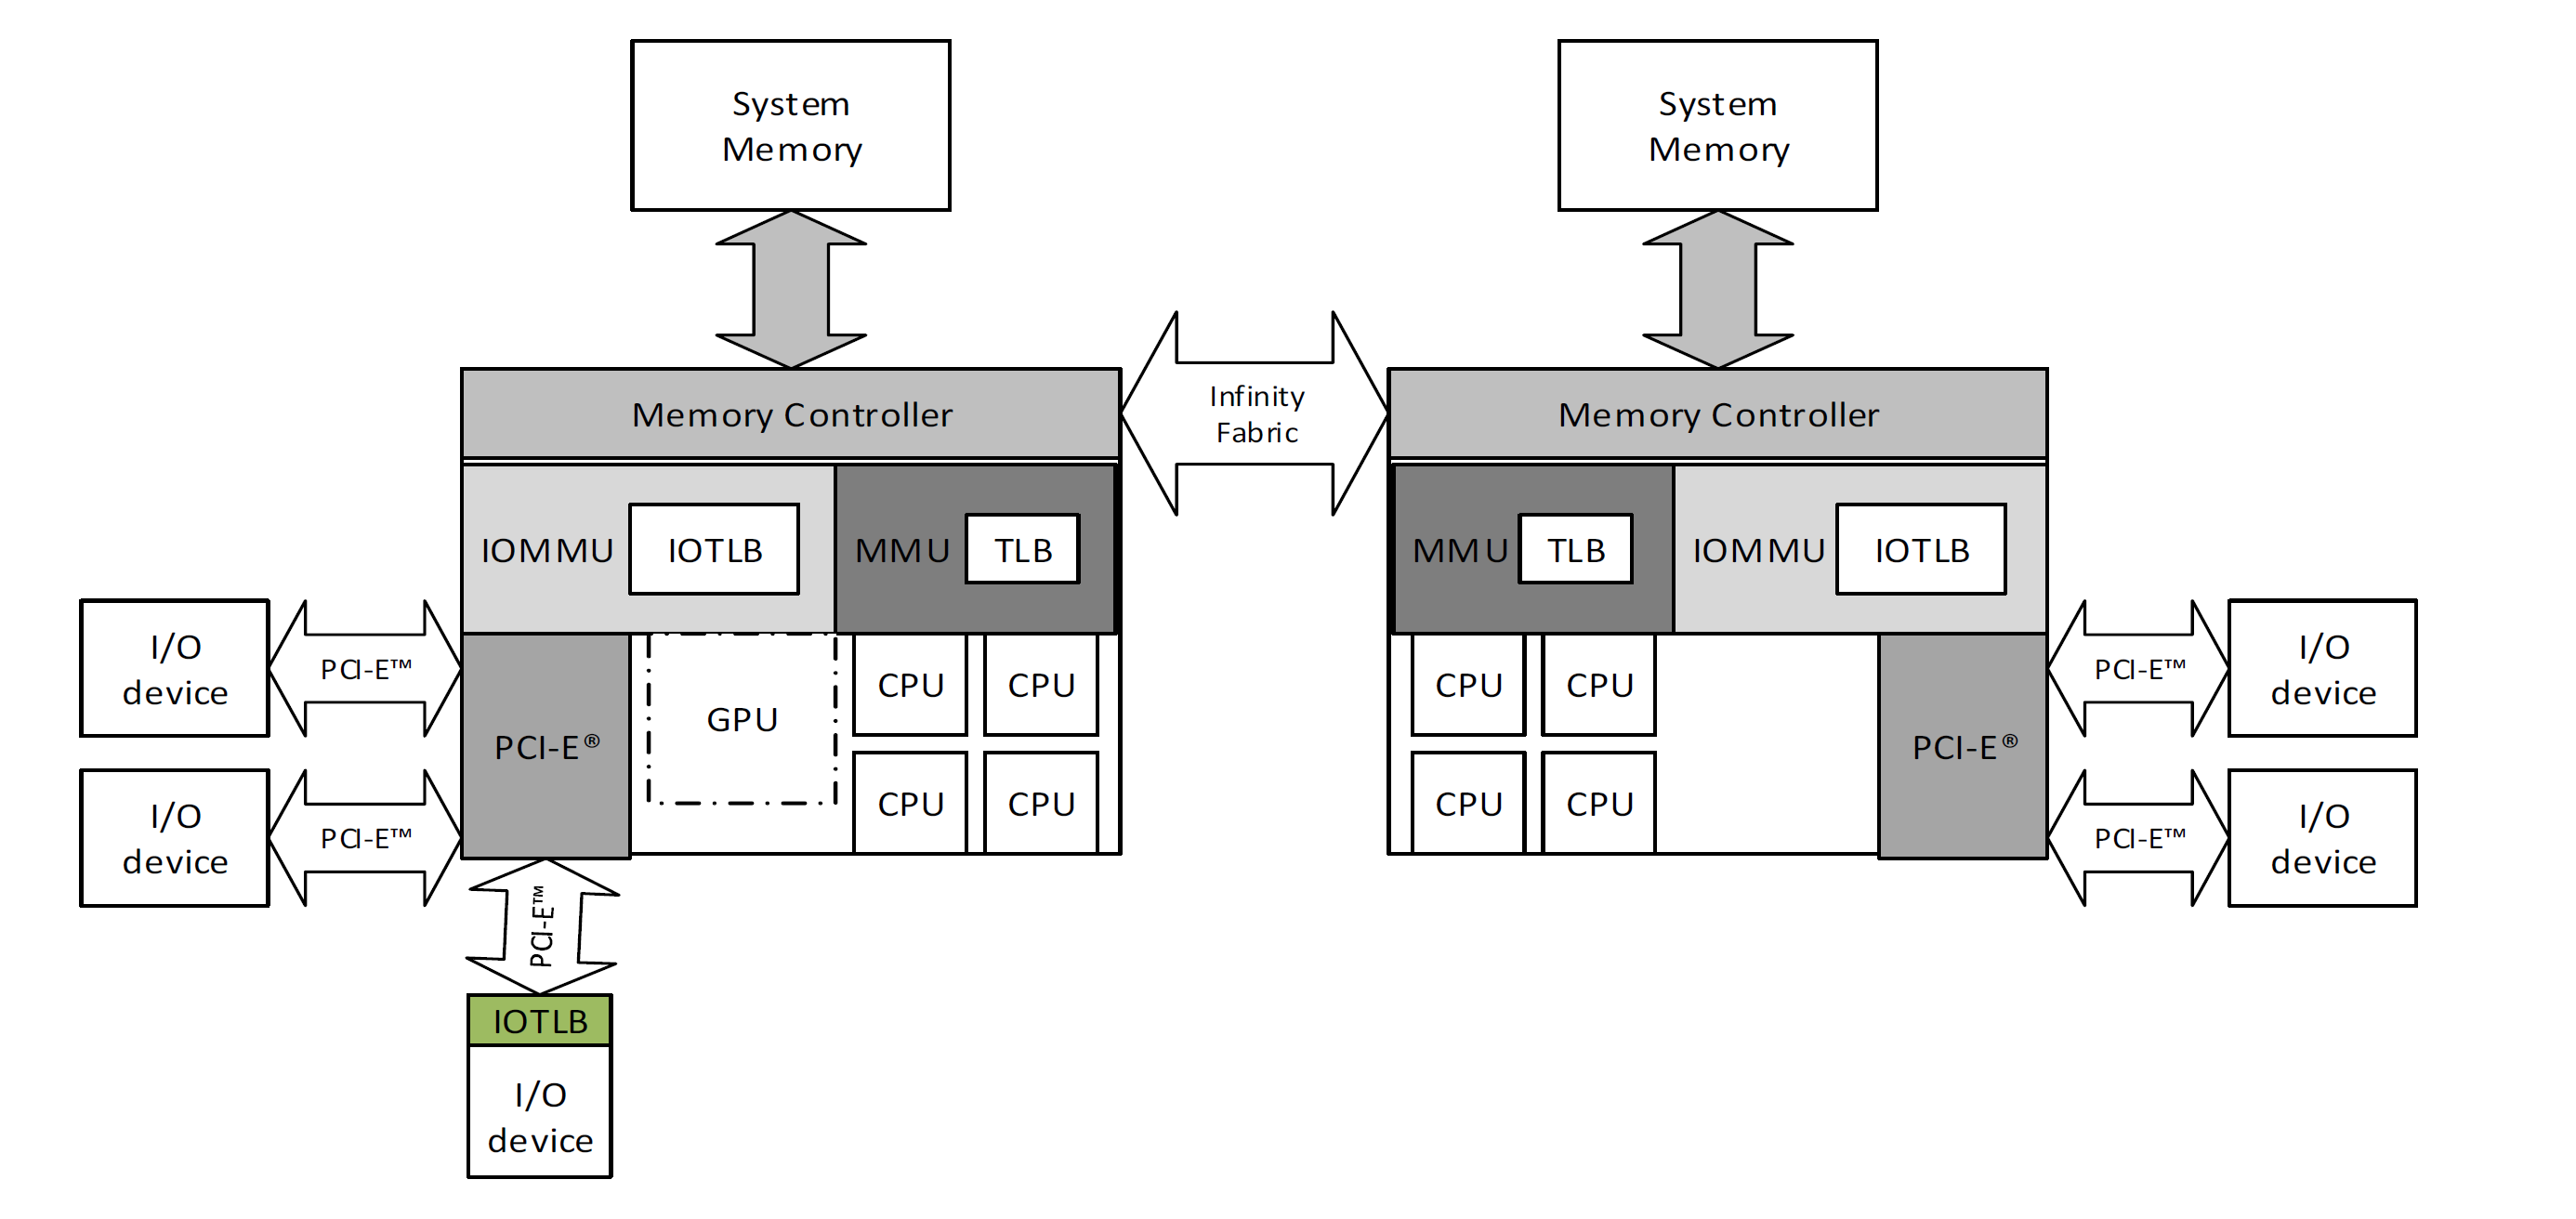 System
Memory
System
Memory
Memory Controller
Infinity
Fabric
Memory Controller
IOMMU
IOTLB
MMU
TLB
MMU
TLB
IOMMU
IOTLB
I/O
device
PCI-E™
PCI-E®
GPU
CPU
CPU
CPU
CPU
CPU
CPU
CPU
CPU
PCI-E®
PCI-E™
I/O
device
I/O
device
PCI-E™
PCI-E™
I/O
device
PCI-E™
IOTLB
I/O
device